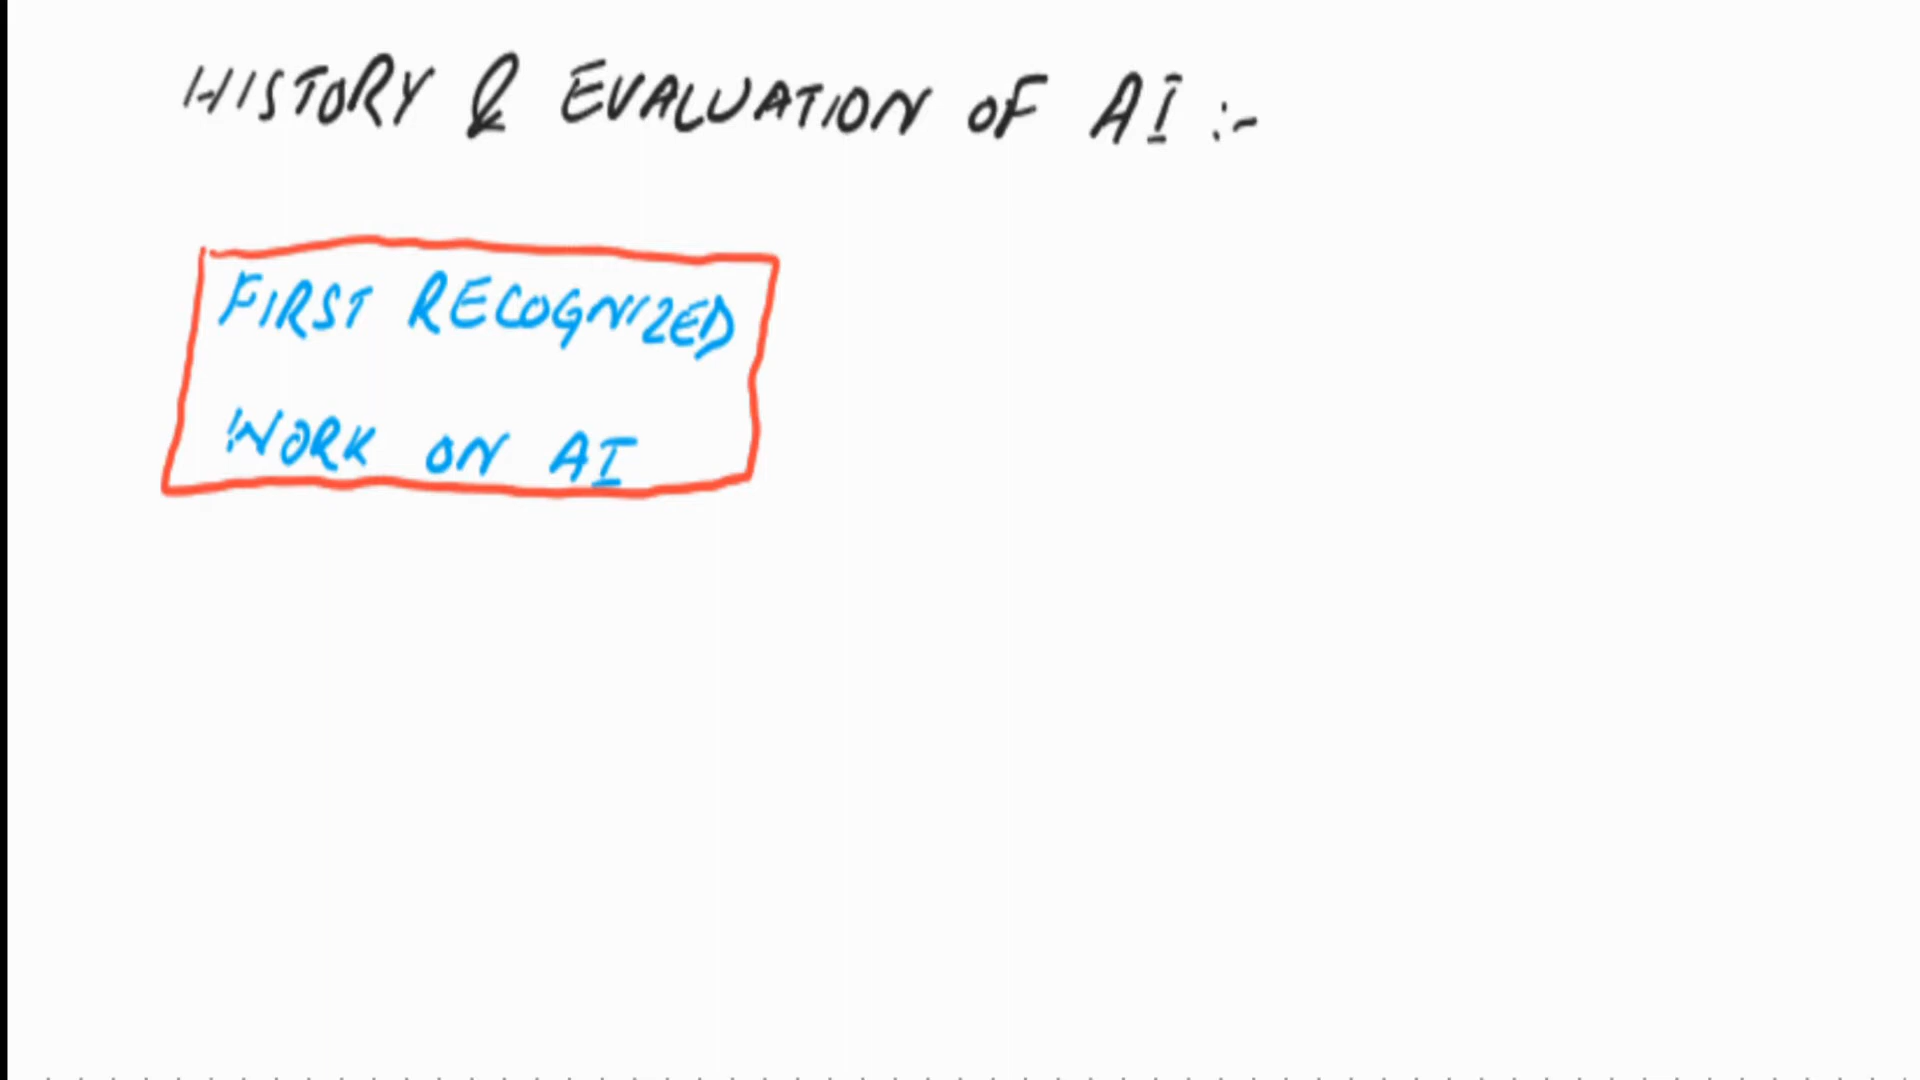 HISTORY & EVALUATION OF AI :-
FIRST RECOGNIZED
WORK ON AI